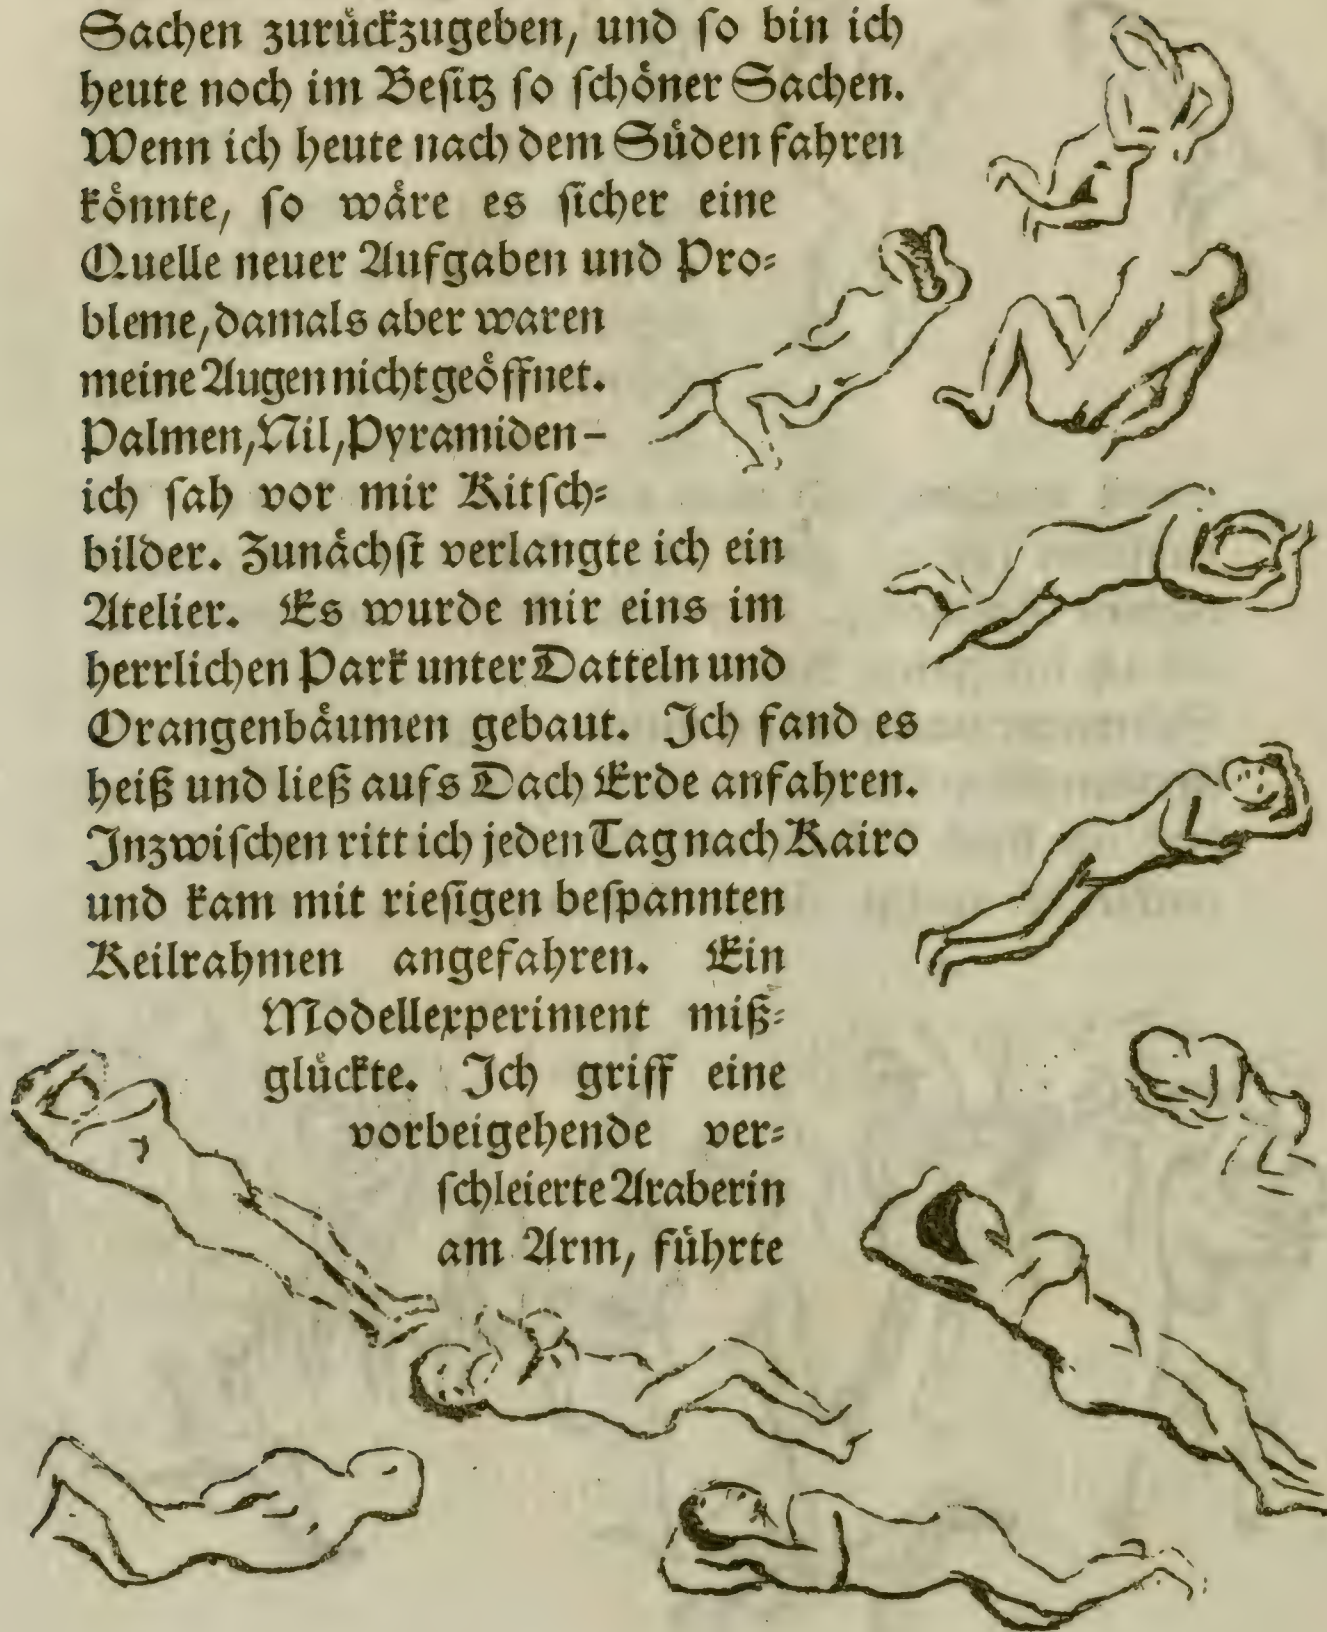 Sachen zurückzugeben, und ſo bin ich
heute noch im Beſitz ſo ſchöner Sachen.
Wenn ich heute nach dem Süden fahren
könnte, ſo wäre es ſicher eine
Quelle neuer Aufgaben und Pro-
bleme, damals aber waren
meine Augen nicht geöffnet.
Palmen, Nil, Pyramiden–
ich ſah vor mir Kitſch-
bilder. Zunächſt verlangte ich ein
Atelier. Es wurde mir eins im
herrlichen Park unter Datteln und
Orangenbäumen gebaut. Ich fand es
heiß und ließ aufs Dach Erde anfahren.
Inzwiſchen ritt ich jeden Tag nach Kairo
und kam mit rieſigen beſpannten
Keilrahmen angefahren. Ein
Modellexperiment miß-
glückte. Ich griff eine
vorbeigehende ver-
ſchleierte Araberin
am Arm, führte